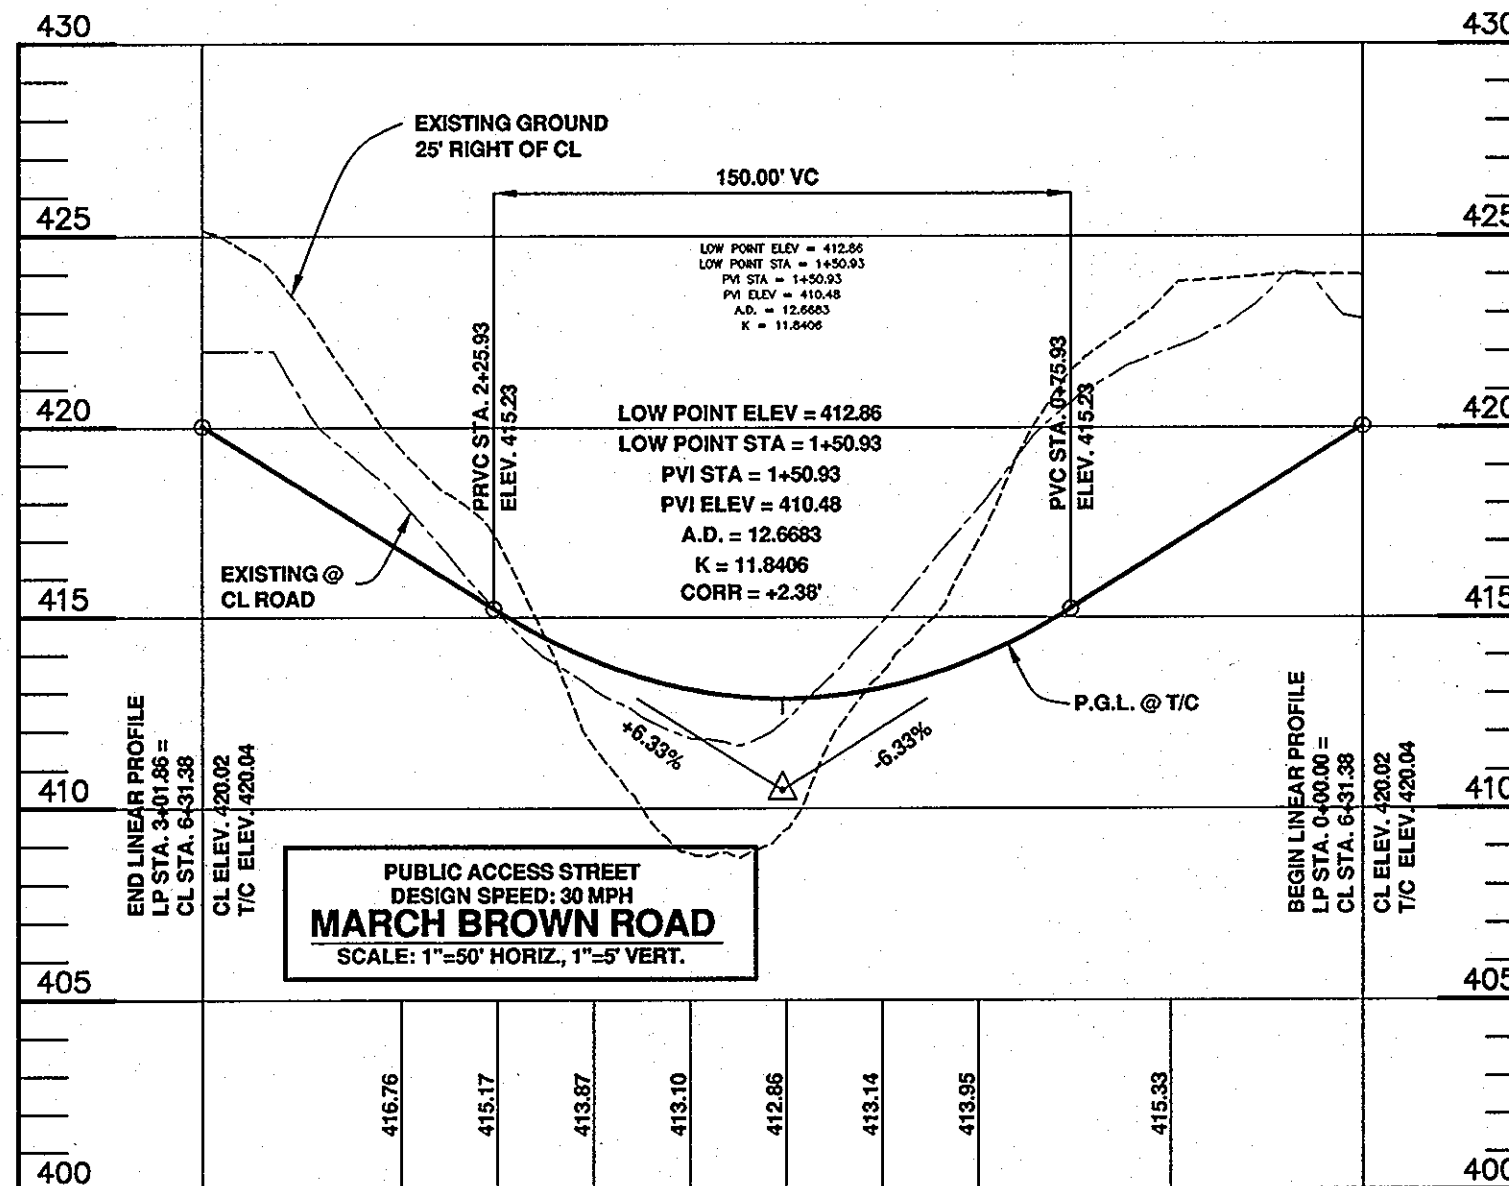 430
430
EXISTING GROUND
25' RIGHT OF CL
150.00' VC
425
425
LOW POINT ELEV = 412.86
LOW POINT STA = 1+50.93
PVI STA = 1+50.93
PVI ELEV = 410.48
A.D. = 12.6683
K = 11.8406
PRVC STA. 2+25.93
ELEV. 415.23
PVC STA. 0+75.93
ELEV. 415.23
420
420
LOW POINT ELEV = 412.86
LOW POINT STA = 1+50.93
PVI STA = 1+50.93
PVI ELEV = 410.48
A.D. = 12.6683
K = 11.8406
CORR = +2.38'
EXISTING @
CL ROAD
415
415
P.G.L. @ T/C
+6.33%
-6.33%
END LINEAR PROFILE
LP STA. 3+01.86 =
CL STA. 6+31.38
CL ELEV. 420.02
T/C ELEV. 420.04
BEGIN LINEAR PROFILE
LP STA. 0+00.00 =
CL STA. 6+31.38
CL ELEV. 420.02
T/C ELEV. 420.04
410
410
PUBLIC ACCESS STREET
DESIGN SPEED: 30 MPH
MARCH BROWN ROAD
SCALE: 1"=50' HORIZ., 1"=5' VERT.
405
405
416.76
415.17
413.87
413.10
412.86
413.14
413.95
415.33
400
400